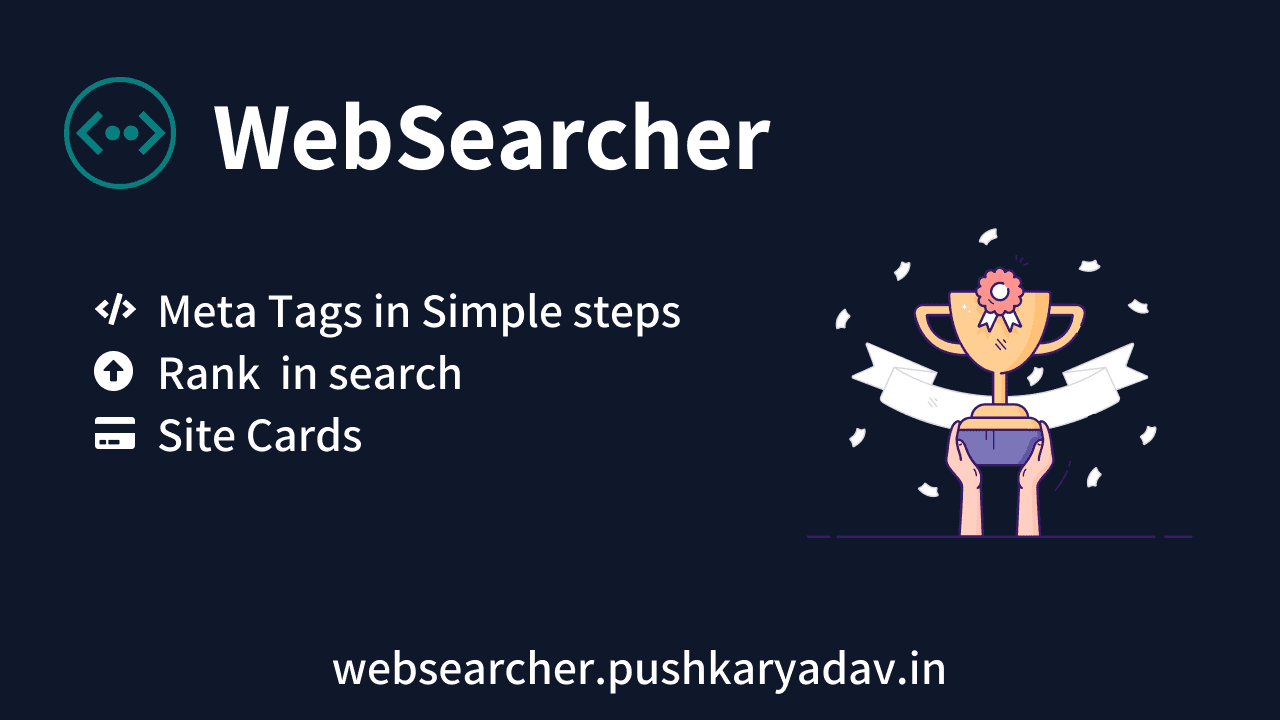 WebSearcher
Meta Tags in Simple steps
Rank  in search
Site Cards
websearcher.pushkaryadav.in